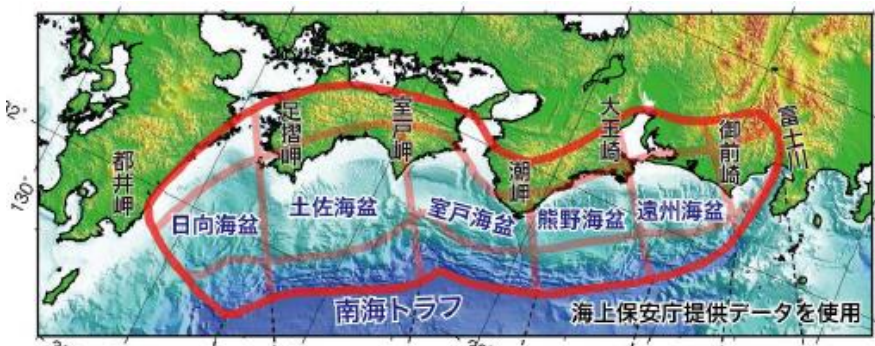 足摺岬
室戸岬
大王崎
富士川
御前崎
都井岬
潮岬
130°
日向海盆
土佐海盆
室戸海盆
熊野海盆
遠州海盆
南海トラフ
海上保安庁提供データを使用